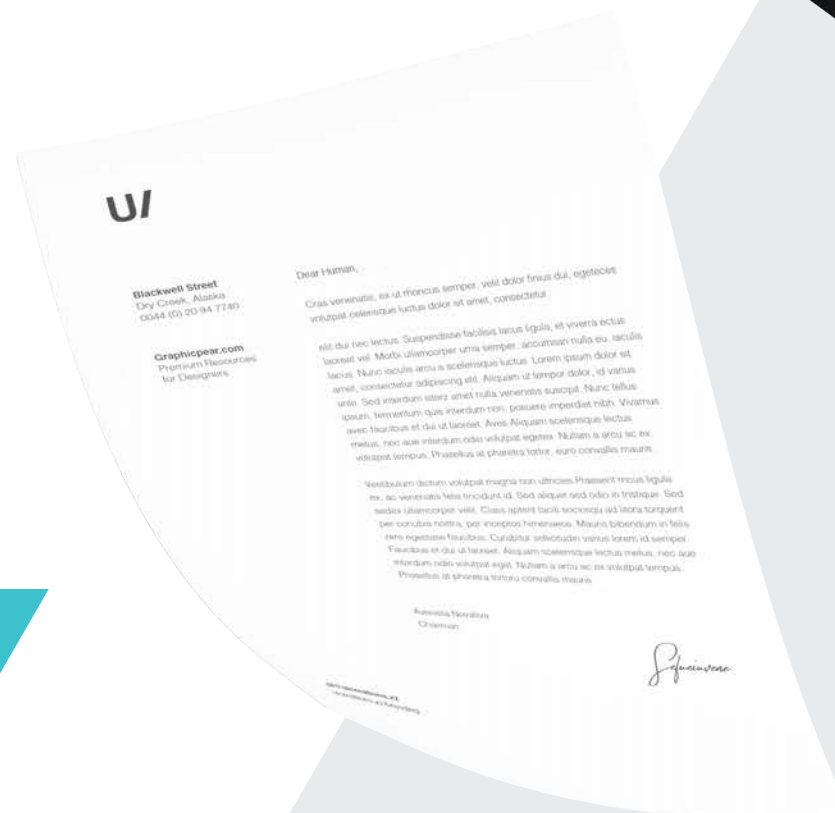 U/
Blackwell Street
Dry Creek, Alaska
0044 (0) 20 94 7740
Graphicpear.com
Premium Resources
for Designers
Dear Human,
Cras venenatis, ex ut rhoncus semper, velit dolor finius dui, egeteces
volutpat celerisque luctus dolor sit amet, consectetur
elit dui nec lectus. Suspendisse facilisis lacus ligula, et viverra ectus
laoreet vel. Morbi ullamcorper urna semper, accumsan nulla eu, iaculis
lacus. Nunc iaculis arcu a scelerisque luctus. Lorem ipsum dolor sit
amet, consectetur adipiscing elit. Aliquam ut tempor dolor, id varius
ante. Sed interdum amet nulla venenatis suscipit. Nunc tellus
ipsum, fermentum quis interdum non, posuere imperdiet nibh. Vivamus
avec faucibus et dui ut laoreet. Aves Aliquam scelerisque lectus
metus, nec aue interdum odio volutpat egetex. Nullam a arcu ac ex
volutpat tempus. Phasellus at pharetra tortor, euro convallis mauris.
Vestibulum dictum volutpat magna non ultricies Praesent rhcus ligula
ex, ac venenatis felis tincidunt id. Sed aliquet sed odio in tristique. Sed
sedex ullamcorper velit. Class aptent taciti sociosqu ad litora torquent
per conubia nostra, per inceptos himenaeos. Mauris bibendum in felis
faucibus. Curabitur sollicitudin varius lorem id semper.
Faucibus et dui ut laoreet. Aliquam scelerisque lectus metus, nec aue
interdum odio volutpat eget. Nullam a arcu ac ex volutpat tempus.
Phasellus at pharetra tortoru convallis mauris
Chairman